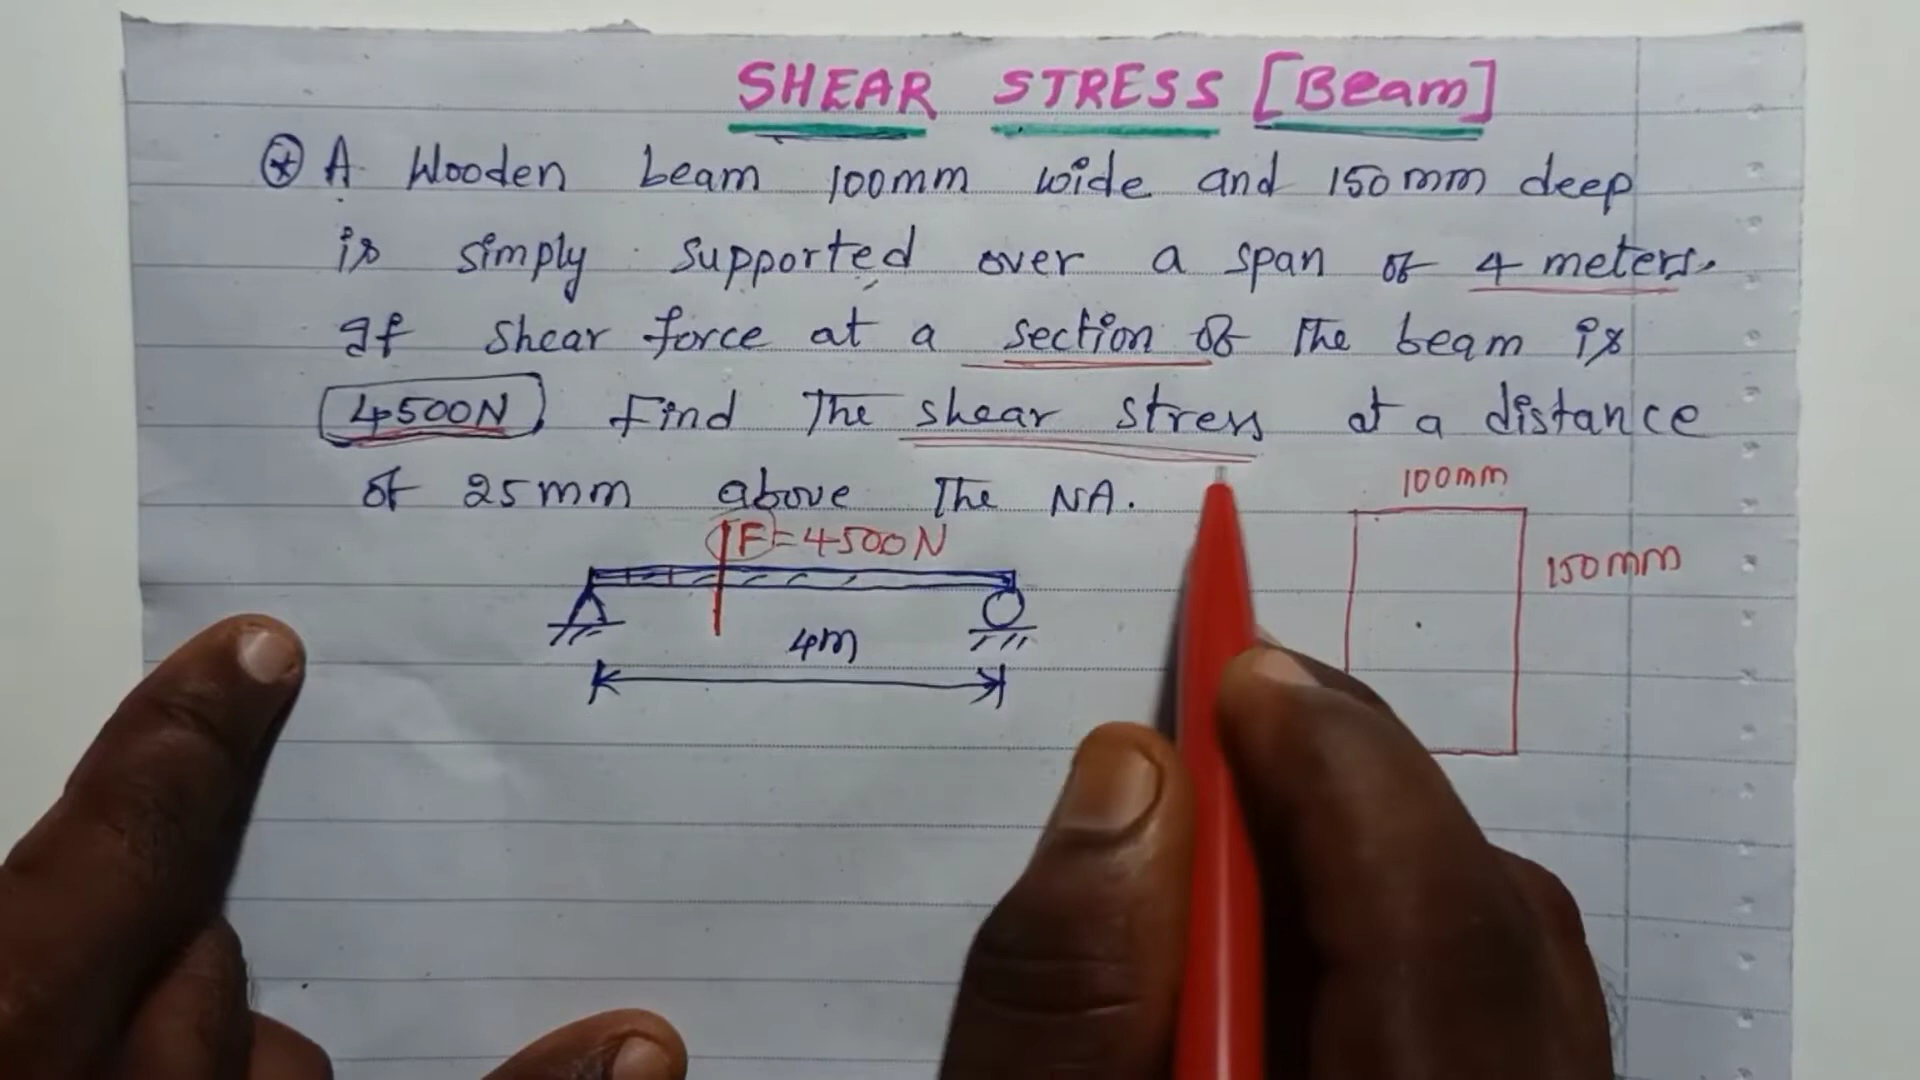 SHEAR STRESS [Beam]
A Wooden beam 100mm wide and 150mm deep
is simply supported over a span of 4 meters.
If shear force at a section of the beam is
4500N Find The shear stress at a distance
of 25mm above The NA.
100mm
F=4500N
150mm
4m